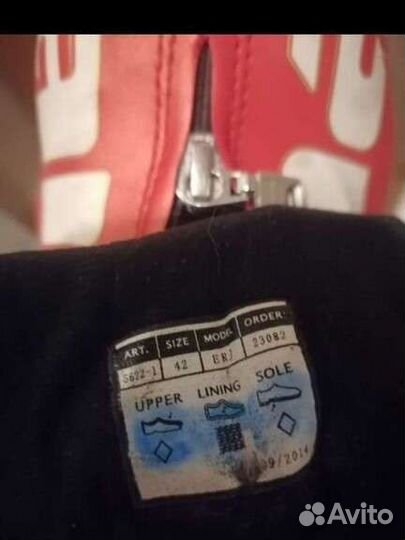 ART. SIZE MODEL ORDER:
S622-1 42 ERJ 23082
UPPER LINING SOLE
09/2014
Avito